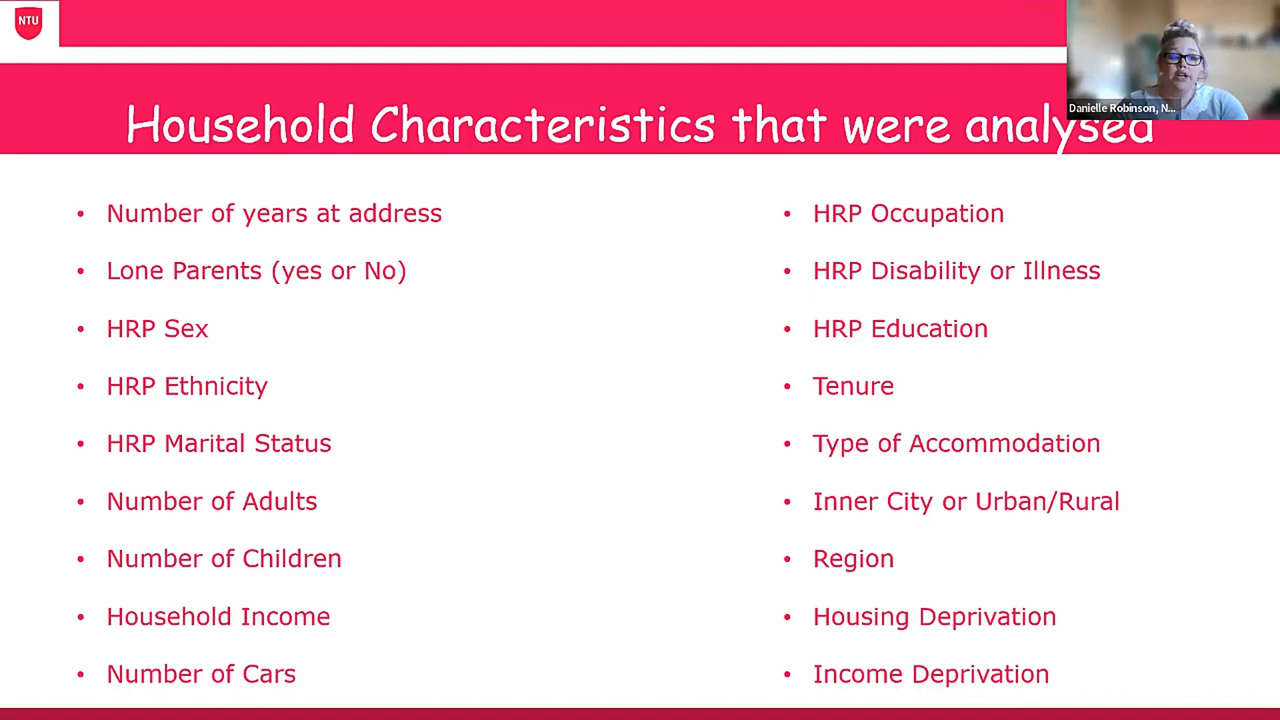 NTU
Danielle Robinson, N...
Household Characteristics that were analysed
• Number of years at address
• Lone Parents (yes or No)
• HRP Sex
• HRP Ethnicity
• HRP Marital Status
• Number of Adults
• Number of Children
• Household Income
• Number of Cars
• HRP Occupation
• HRP Disability or Illness
• HRP Education
• Tenure
• Type of Accommodation
• Inner City or Urban/Rural
• Region
• Housing Deprivation
• Income Deprivation